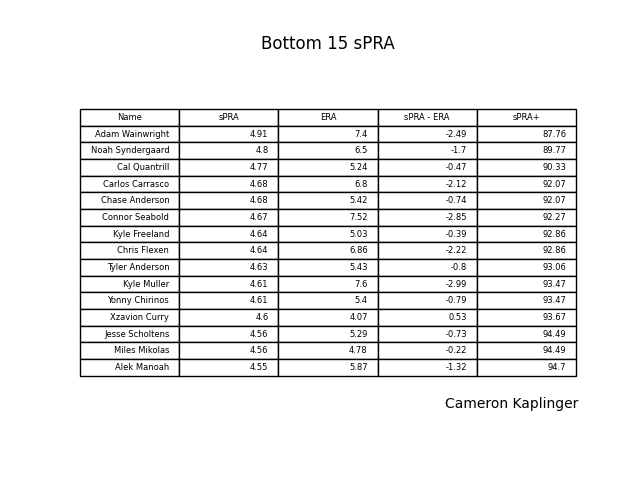 Bottom 15 sPRA
Name sPRA ERA sPRA - ERA sPRA+
Adam Wainwright 4.91 7.4 -2.49 87.76
Noah Syndergaard 4.8 6.5 -1.7 89.77
Cal Quantrill 4.77 5.24 -0.47 90.33
Carlos Carrasco 4.68 6.8 -2.12 92.07
Chase Anderson 4.68 5.42 -0.74 92.07
Connor Seabold 4.67 7.52 -2.85 92.27
Kyle Freeland 4.64 5.03 -0.39 92.86
Chris Flexen 4.64 6.86 -2.22 92.86
Tyler Anderson 4.63 5.43 -0.8 93.06
Kyle Muller 4.61 7.6 -2.99 93.47
Yonny Chirinos 4.61 5.4 -0.79 93.47
Xzavion Curry 4.6 4.07 0.53 93.67
Jesse Scholtens 4.56 5.29 -0.73 94.49
Miles Mikolas 4.56 4.78 -0.22 94.49
Alek Manoah 4.55 5.87 -1.32 94.7
Cameron Kaplinger